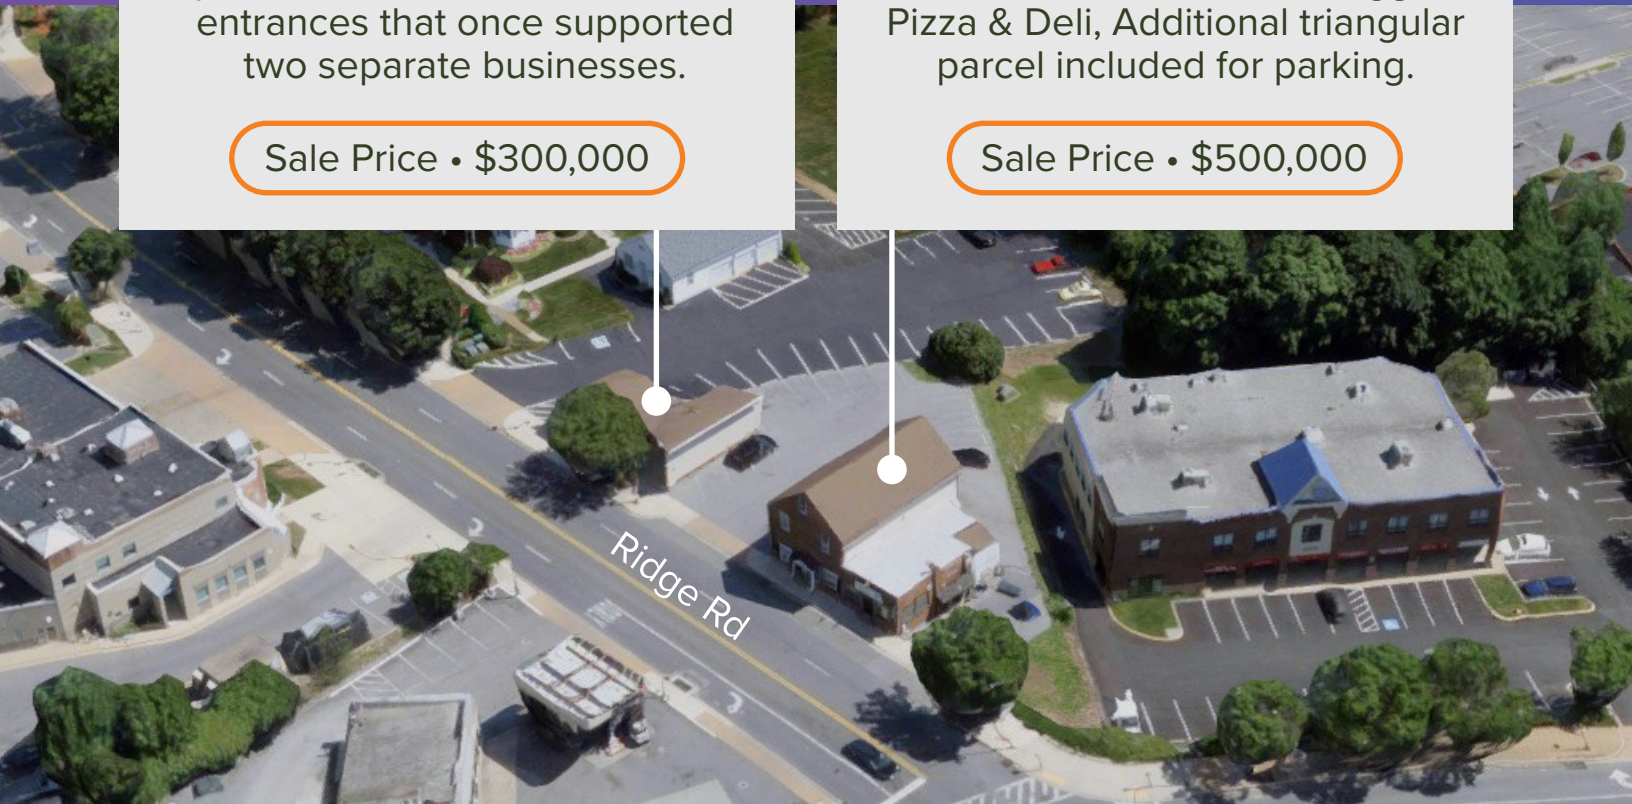 entrances that once supported
two separate businesses.
Sale Price • $300,000
Pizza & Deli, Additional triangular
parcel included for parking.
Sale Price • $500,000
Ridge Rd